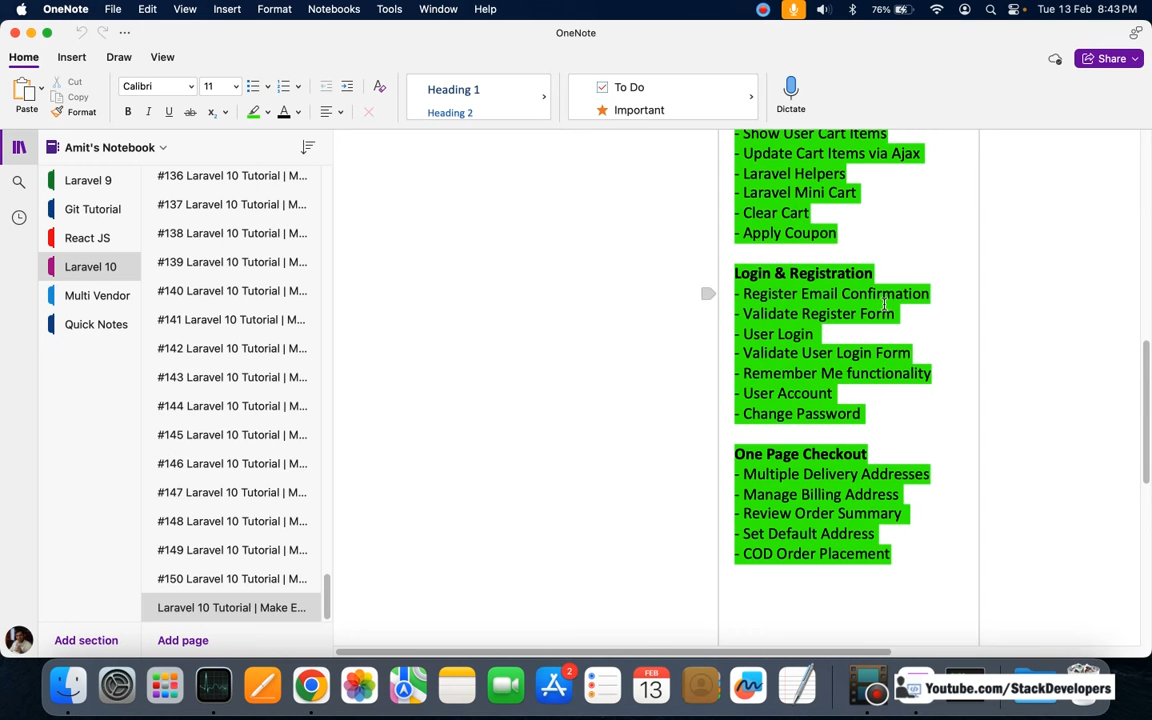 OneNote File Edit View Insert Format Notebooks Tools Window Help
76% Tue 13 Feb 8:43 PM
OneNote
Home Insert Draw View
Share
Paste
Cut
Copy
Format
Calibri 11
B I U ab x
A
Heading 1
Heading 2
To Do
Important
Dictate
Amit's Notebook
Laravel 9
Git Tutorial
React JS
Laravel 10
Multi Vendor
Quick Notes
Add section
#136 Laravel 10 Tutorial | M...
#137 Laravel 10 Tutorial | M...
#138 Laravel 10 Tutorial | M...
#139 Laravel 10 Tutorial | M...
#140 Laravel 10 Tutorial | M...
#141 Laravel 10 Tutorial | M...
#142 Laravel 10 Tutorial | M...
#143 Laravel 10 Tutorial | M...
#144 Laravel 10 Tutorial | M...
#145 Laravel 10 Tutorial | M...
#146 Laravel 10 Tutorial | M...
#147 Laravel 10 Tutorial | M...
#148 Laravel 10 Tutorial | M...
#149 Laravel 10 Tutorial | M...
#150 Laravel 10 Tutorial | M...
Laravel 10 Tutorial | Make E...
Add page
- Show User Cart Items
- Update Cart Items via Ajax
- Laravel Helpers
- Laravel Mini Cart
- Clear Cart
- Apply Coupon
Login & Registration
- Register Email Confirmation
- Validate Register Form
- User Login
- Validate User Login Form
- Remember Me functionality
- User Account
- Change Password
One Page Checkout
- Multiple Delivery Addresses
- Manage Billing Address
- Review Order Summary
- Set Default Address
- COD Order Placement
2
FEB
13
Youtube.com/StackDevelopers